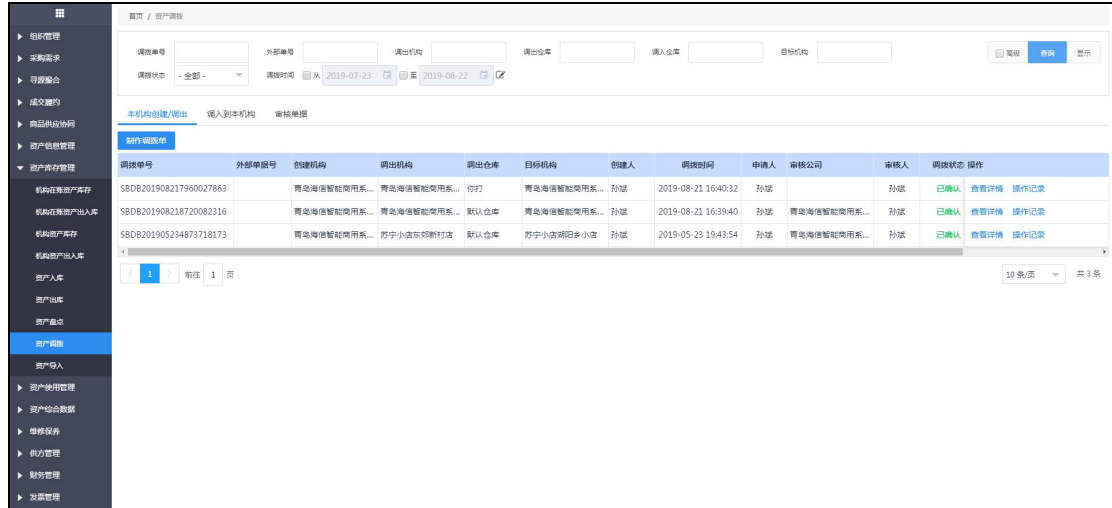 首页 / 资产调拨
组织管理
采购需求
寻源撮合
成交履约
商品供应协同
资产信息管理
资产库存管理
机构在账资产库存
机构在账资产出入库
机构资产库存
机构资产出入库
资产入库
资产出库
资产盘点
资产调拨
资产导入
资产使用管理
资产综合数据
维修保养
供方管理
财务管理
发票管理
调拨单号 外部单号 调出机构 调出仓库 调入仓库 目标机构 高级 查询 显示
调拨状态 - 全部 - 调拨时间 从 2019-07-23 至 2019-08-22
本机构创建/调出 调入到本机构 审核单据
制作调拨单
调拨单号 外部单据号 创建机构 调出机构 调出仓库 目标机构 创建人 调拨时间 申请人 审核公司 审核人 调拨状态 操作
SBDB201908217960027863 青岛海信智能商用系... 青岛海信智能商用系... 你打 青岛海信智能商用系... 孙斌 2019-08-21 16:40:32 孙斌 孙斌 已确认 查看详情 操作记录
SBDB201908218720082316 青岛海信智能商用系... 青岛海信智能商用系... 默认仓库 青岛海信智能商用系... 孙斌 2019-08-21 16:39:40 孙斌 青岛海信智能商用系... 孙斌 已确认 查看详情 操作记录
SBDB201905234873718173 青岛海信智能商用系... 苏宁小店东郊新村店 默认仓库 苏宁小店湖阳乡小店 孙斌 2019-05-23 19:43:54 孙斌 青岛海信智能商用系... 孙斌 已确认 查看详情 操作记录
1 前往 1 页 10 条/页 共 3 条